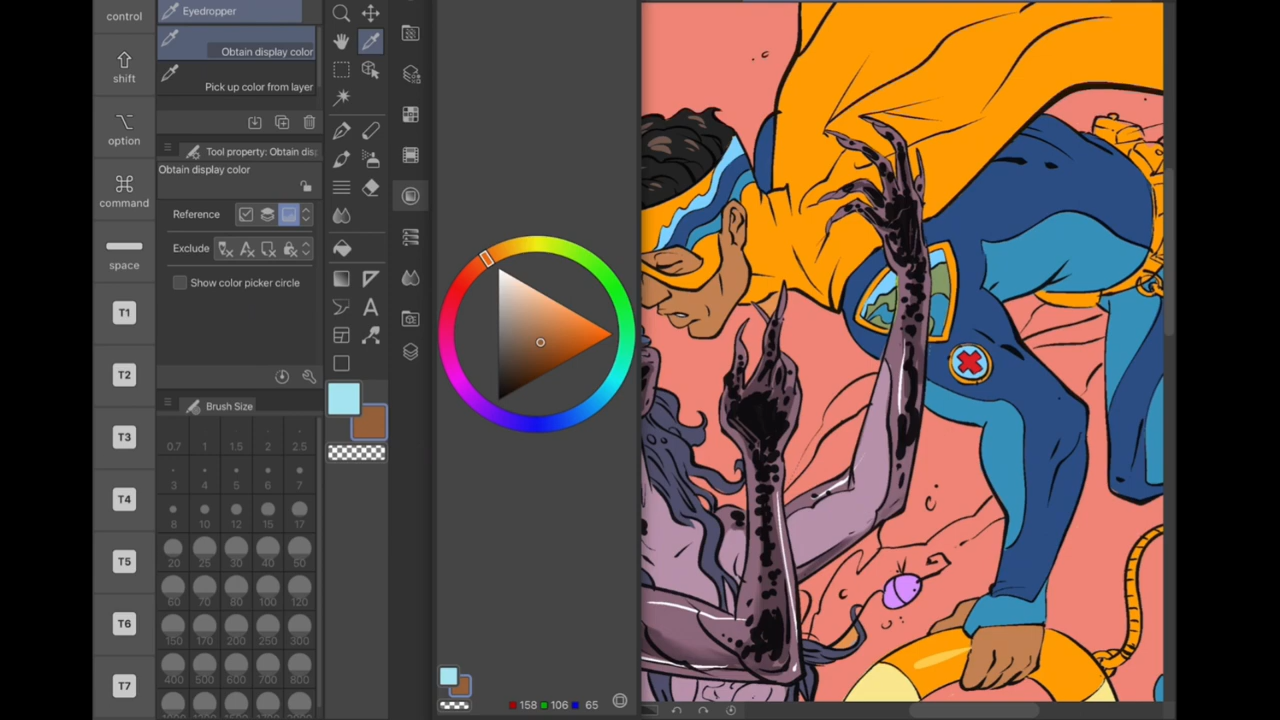 control
shift
option
command
space
T1
T2
T3
T4
T5
T6
T7
Eyedropper
Obtain display color
Pick up color from layer
Tool property: Obtain dis
Obtain display color
Reference
Exclude
Show color picker circle
Brush Size
0.7 1 1.5 2 2.5
3 4 5 6 7
8 10 12 15 17
20 25 30 40 50
60 70 80 100 120
150 170 200 250 300
400 500 600 700 800
158 106 65